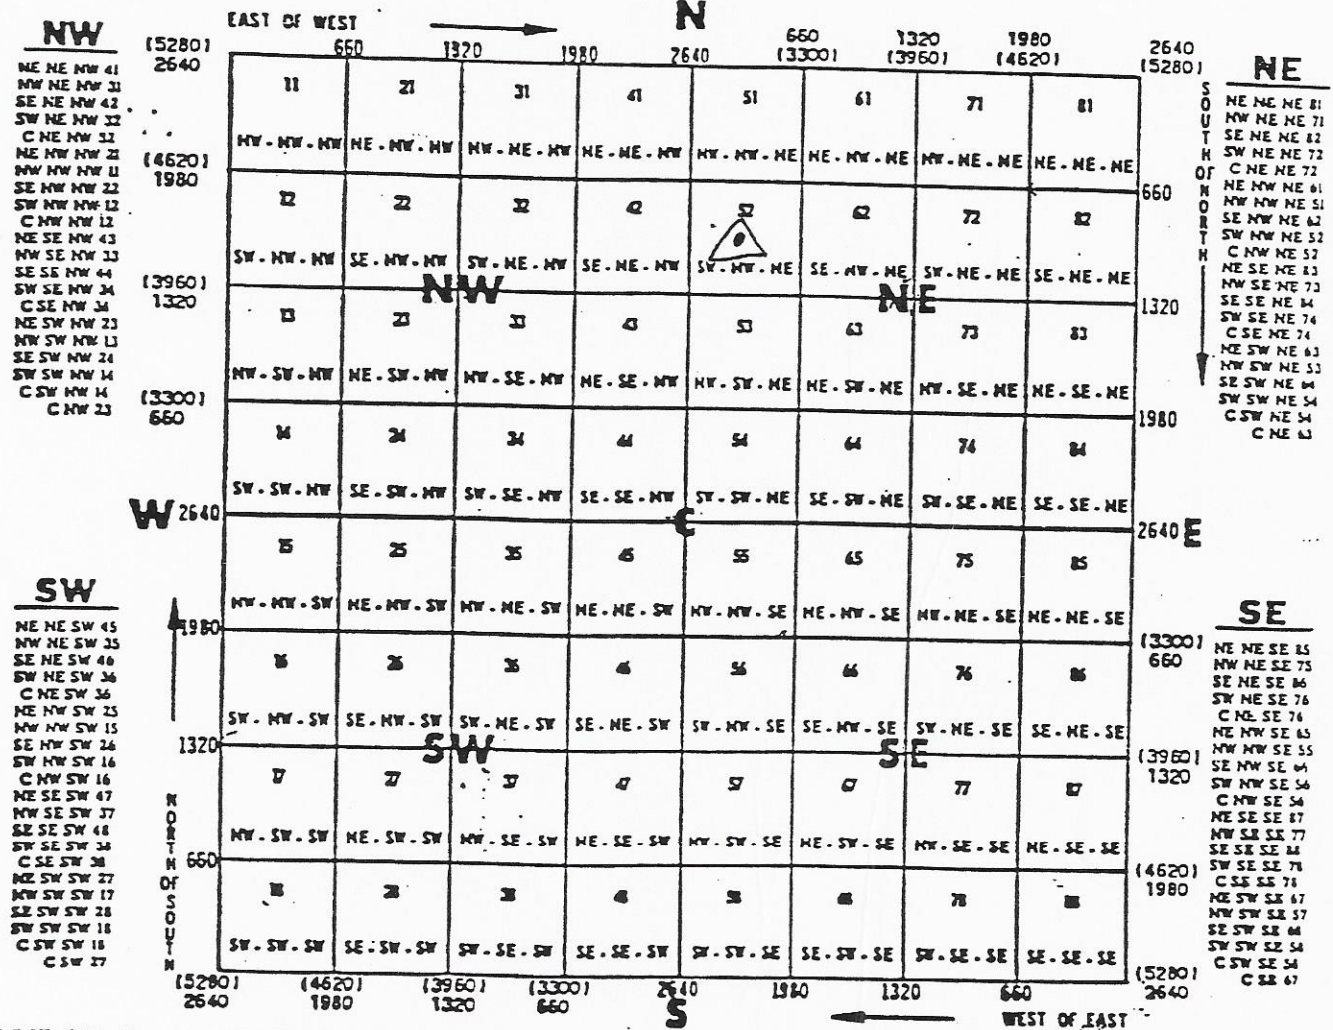 EAST OF WEST
N
NW
NE NE NW 41
NW NE NW 31
SE NE NW 42
SW NE NW 32
C NE NW 32
NE NW NW 21
NW NW NW 11
SE NW NW 22
SW NW NW 12
C NW NW 12
NE SE NW 43
NW SE NW 33
SE SE NW 44
SW SE NW 34
C SE NW 34
NE SW NW 23
NW SW NW 13
SE SW NW 24
SW SW NW 14
C SW NW 14
C NW 23
(5280) 2640
660
1320
1980
2640
660 (3300)
1320 (3960)
1980 (4620)
2640 (5280)
NE
NE NE NE 81
NW NE NE 71
SE NE NE 82
SW NE NE 72
C NE NE 72
NE NW NE 61
NW NW NE 51
SE NW NE 62
SW NW NE 52
C NW NE 52
NE SE NE 83
NW SE NE 73
SE SE NE 84
SW SE NE 74
C SE NE 74
NE SW NE 63
NW SW NE 53
SE SW NE 64
SW SW NE 54
C SW NE 54
C NE 63
SOUTH OF NORTH
11 21 31 41 51 61 71 81
NW-NW-NW NE-NW-NW NW-NE-NW NE-NE-NW NW-NW-NE NE-NW-NE NW-NE-NE NE-NE-NE
(4620) 1980
660
12 22 32 42 52 62 72 82
SW-NW-NW SE-NW-NW SW-NE-NW SE-NE-NW SW-NW-NE SE-NW-NE SW-NE-NE SE-NE-NE
(3960) 1320
NW
NE
1320
13 23 33 43 53 63 73 83
NW-SW-NW NE-SW-NW NW-SE-NW NE-SE-NW NW-SW-NE NE-SW-NE NW-SE-NE NE-SE-NE
(3300) 660
1980
14 24 34 44 54 64 74 84
SW-SW-NW SE-SW-NW SW-SE-NW SE-SE-NW SW-SW-NE SE-SW-NE SW-SE-NE SE-SE-NE
W 2640
C
2640 E
15 25 35 45 55 65 75 85
NW-NW-SW NE-NW-SW NW-NE-SW NE-NE-SW NW-NW-SE NE-NW-SE NW-NE-SE NE-NE-SE
1980
(3300) 660
16 26 36 46 56 66 76 86
SW-NW-SW SE-NW-SW SW-NE-SW SE-NE-SW SW-NW-SE SE-NW-SE SW-NE-SE SE-NE-SE
1320
SW
SE
(3960) 1320
17 27 37 47 57 67 77 87
NW-SW-SW NE-SW-SW NW-SE-SW NE-SE-SW NW-SW-SE NE-SW-SE NW-SE-SE NE-SE-SE
660
(4620) 1980
18 28 38 48 58 68 78 88
SW-SW-SW SE-SW-SW SW-SE-SW SE-SE-SW SW-SW-SE SE-SW-SE SW-SE-SE SE-SE-SE
SW
NE NE SW 45
NW NE SW 35
SE NE SW 46
SW NE SW 36
C NE SW 36
NE NW SW 25
NW NW SW 15
SE NW SW 26
SW NW SW 16
C NW SW 16
NE SE SW 47
NW SE SW 37
SE SE SW 48
SW SE SW 38
C SE SW 38
NE SW SW 27
NW SW SW 17
SE SW SW 28
SW SW SW 18
C SW SW 18
C SW 27
NORTH OF SOUTH
SE
NE NE SE 85
NW NE SE 75
SE NE SE 86
SW NE SE 76
C NE SE 76
NE NW SE 65
NW NW SE 55
SE NW SE 66
SW NW SE 56
C NW SE 56
NE SE SE 87
NW SE SE 77
SE SE SE 88
SW SE SE 78
C SE SE 78
NE SW SE 67
NW SW SE 57
SE SW SE 68
SW SW SE 58
C SW SE 58
C SE 67
(5280) 2640
(4620) 1980
(3960) 1320
(3300) 660
2640
1980
1320
660
(5280) 2640
S
WEST OF EAST